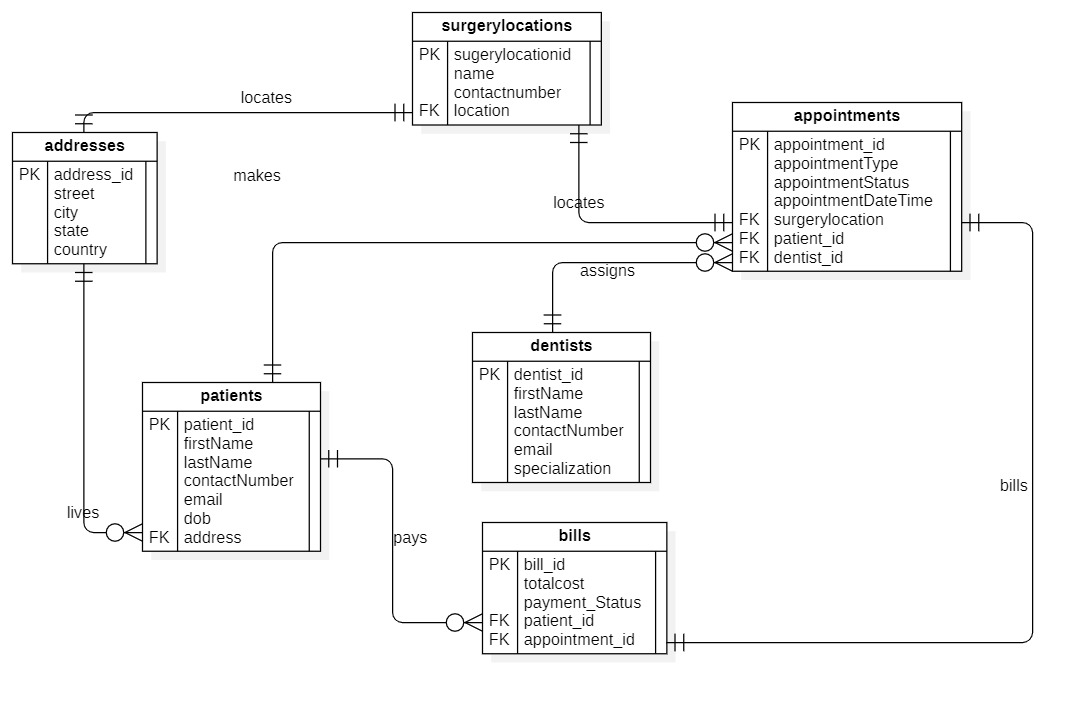 surgerylocations
PK sugerylocationid
name
contactnumber
FK location
locates
addresses
PK address_id
street
city
state
country
makes
locates
appointments
PK appointment_id
appointmentType
appointmentStatus
appointmentDateTime
FK surgerylocation
FK patient_id
FK dentist_id
assigns
dentists
PK dentist_id
firstName
lastName
contactNumber
email
specialization
patients
PK patient_id
firstName
lastName
contactNumber
email
dob
FK address
lives
pays
bills
bills
PK bill_id
totalcost
payment_Status
FK patient_id
FK appointment_id